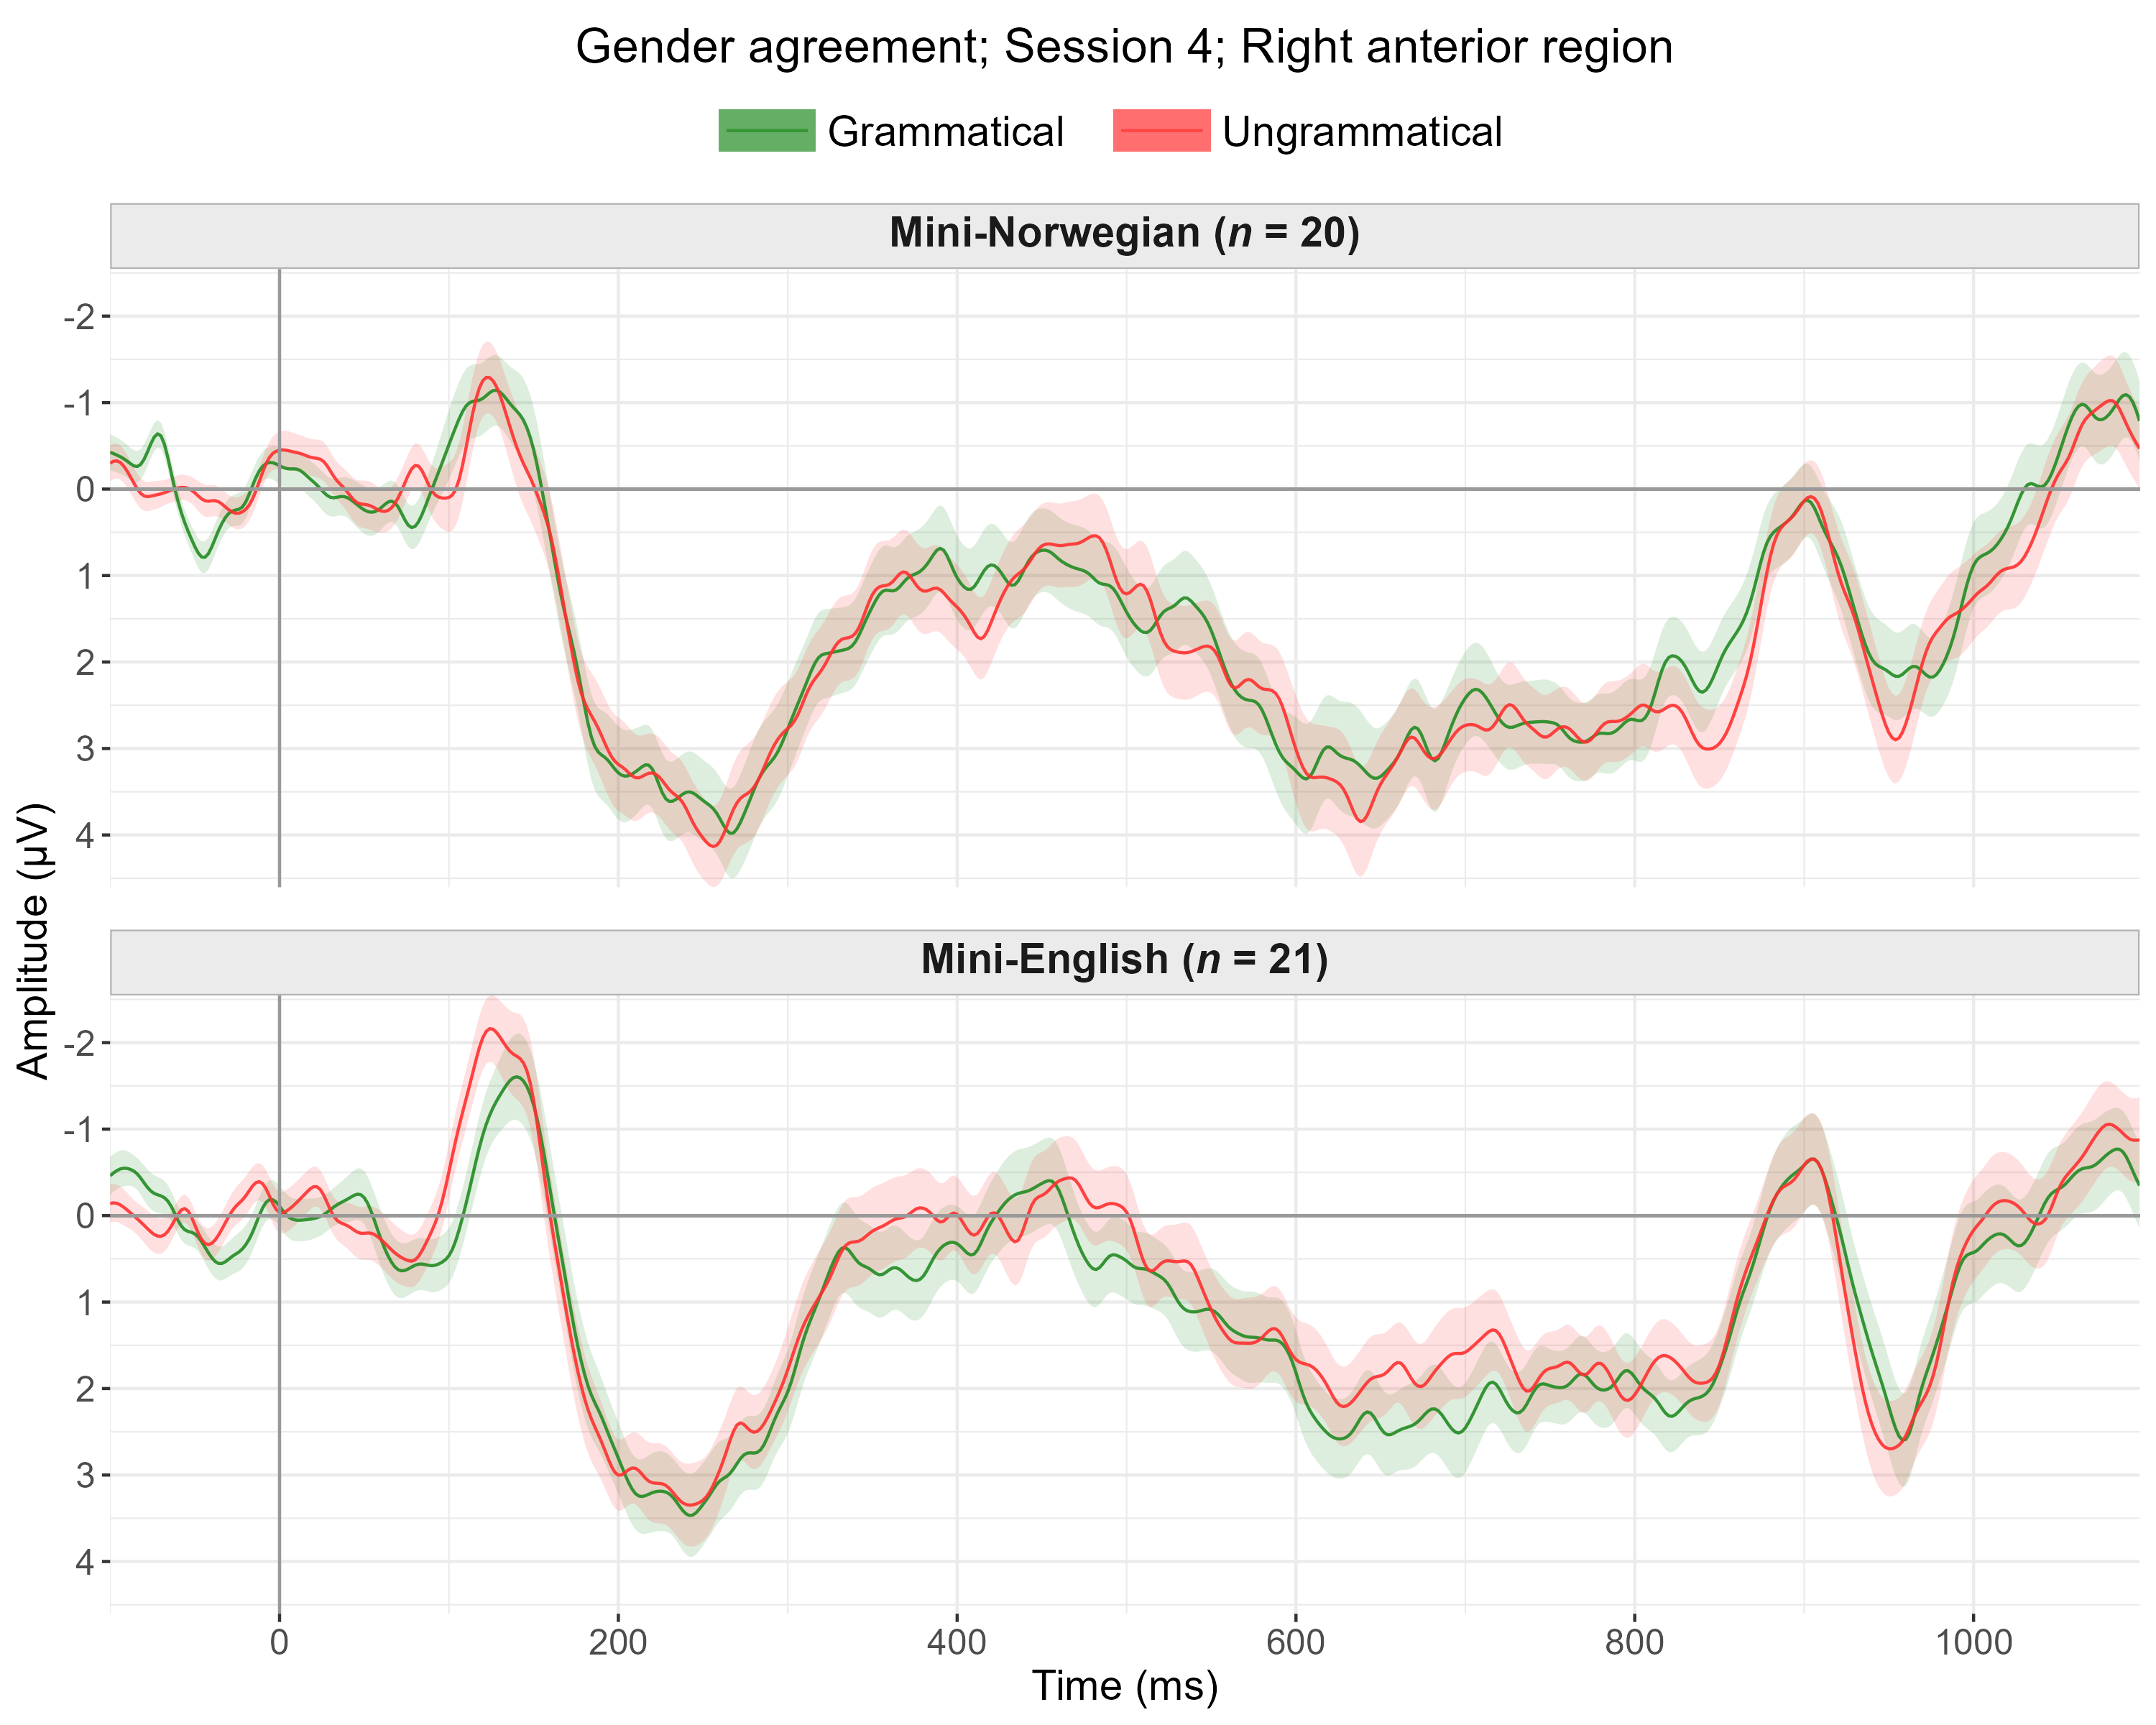 Gender agreement; Session 4; Right anterior region
Grammatical Ungrammatical
Mini-Norwegian (n = 20)
-2
-1
0
1
2
3
4
Amplitude (µV)
Mini-English (n = 21)
-2
-1
0
1
2
3
4
0 200 400 600 800 1000
Time (ms)